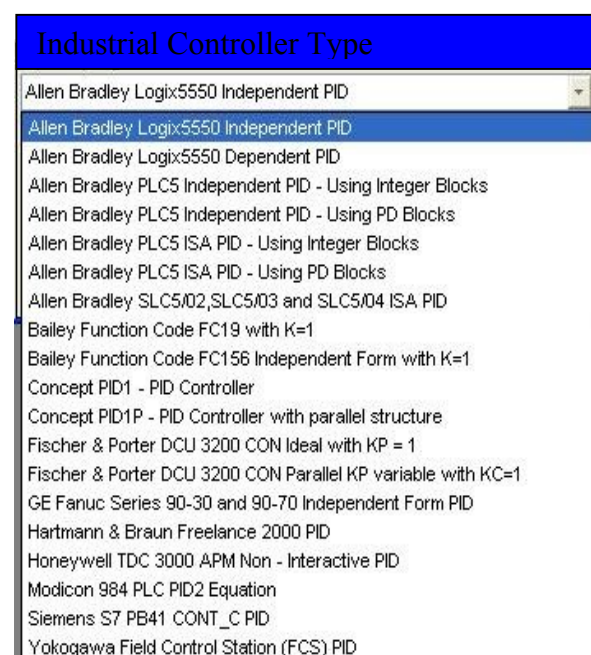 Industrial Controller Type
Allen Bradley Logix5550 Independent PID
Allen Bradley Logix5550 Independent PID
Allen Bradley Logix5550 Dependent PID
Allen Bradley PLC5 Independent PID - Using Integer Blocks
Allen Bradley PLC5 Independent PID - Using PD Blocks
Allen Bradley PLC5 ISA PID - Using Integer Blocks
Allen Bradley PLC5 ISA PID - Using PD Blocks
Allen Bradley SLC5/02,SLC5/03 and SLC5/04 ISA PID
Bailey Function Code FC19 with K=1
Bailey Function Code FC156 Independent Form with K=1
Concept PID1 - PID Controller
Concept PID1P - PID Controller with parallel structure
Fischer & Porter DCU 3200 CON Ideal with KP = 1
Fischer & Porter DCU 3200 CON Parallel KP variable with KC=1
GE Fanuc Series 90-30 and 90-70 Independent Form PID
Hartmann & Braun Freelance 2000 PID
Honeywell TDC 3000 APM Non - Interactive PID
Modicon 984 PLC PID2 Equation
Siemens S7 PB41 CONT_C PID
Yokogawa Field Control Station (FCS) PID